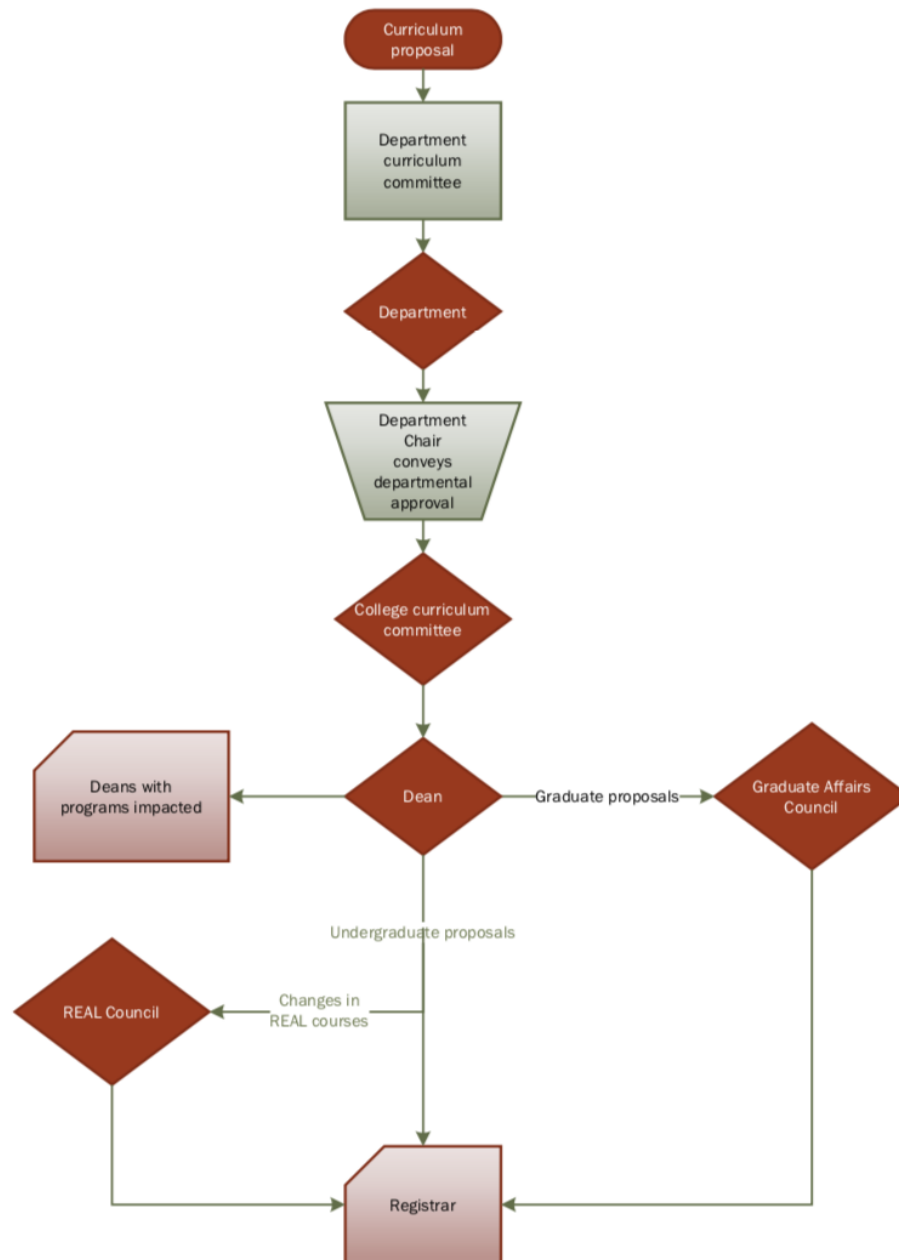 Curriculum
proposal
Department
curriculum
committee
Department
Department
Chair
conveys
departmental
approval
College curriculum
committee
Deans with
programs impacted
Dean
Graduate proposals
Graduate Affairs
Council
Undergraduate proposals
REAL Council
Changes in
REAL courses
Registrar